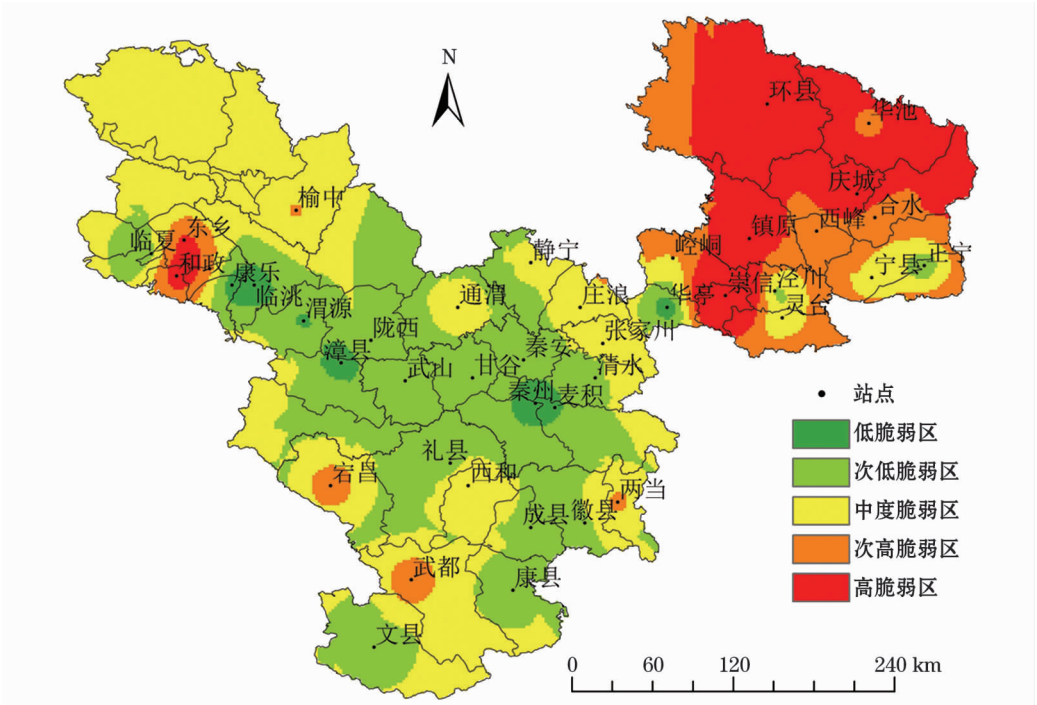 N
环县
华池
庆城
榆中
合水
西峰
镇原
东乡
临夏
崆峒
静宁
正宁
宁县
和政
康乐
崇信
泾川
临洮
通渭
庄浪
华亭
灵台
渭源
陇西
张家川
秦安
漳县
武山
甘谷
清水
秦州
麦积
站点
低脆弱区
礼县
宕昌
西和
次低脆弱区
两当
成县
徽县
中度脆弱区
次高脆弱区
武都
康县
高脆弱区
文县
0 60 120 240 km